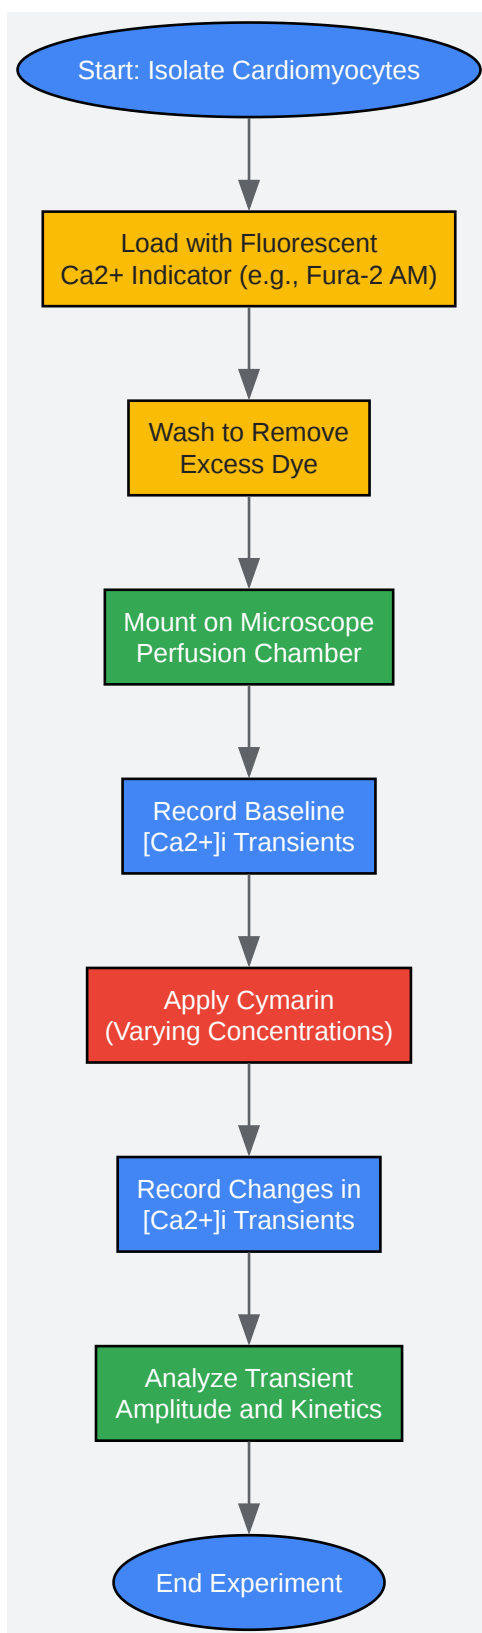 Start: Isolate Cardiomyocytes
Load with Fluorescent
Ca2+ Indicator (e.g., Fura-2 AM)
Wash to Remove
Excess Dye
Mount on Microscope
Perfusion Chamber
Record Baseline
[Ca2+]i Transients
Apply Cymarin
(Varying Concentrations)
Record Changes in
[Ca2+]i Transients
Analyze Transient
Amplitude and Kinetics
End Experiment